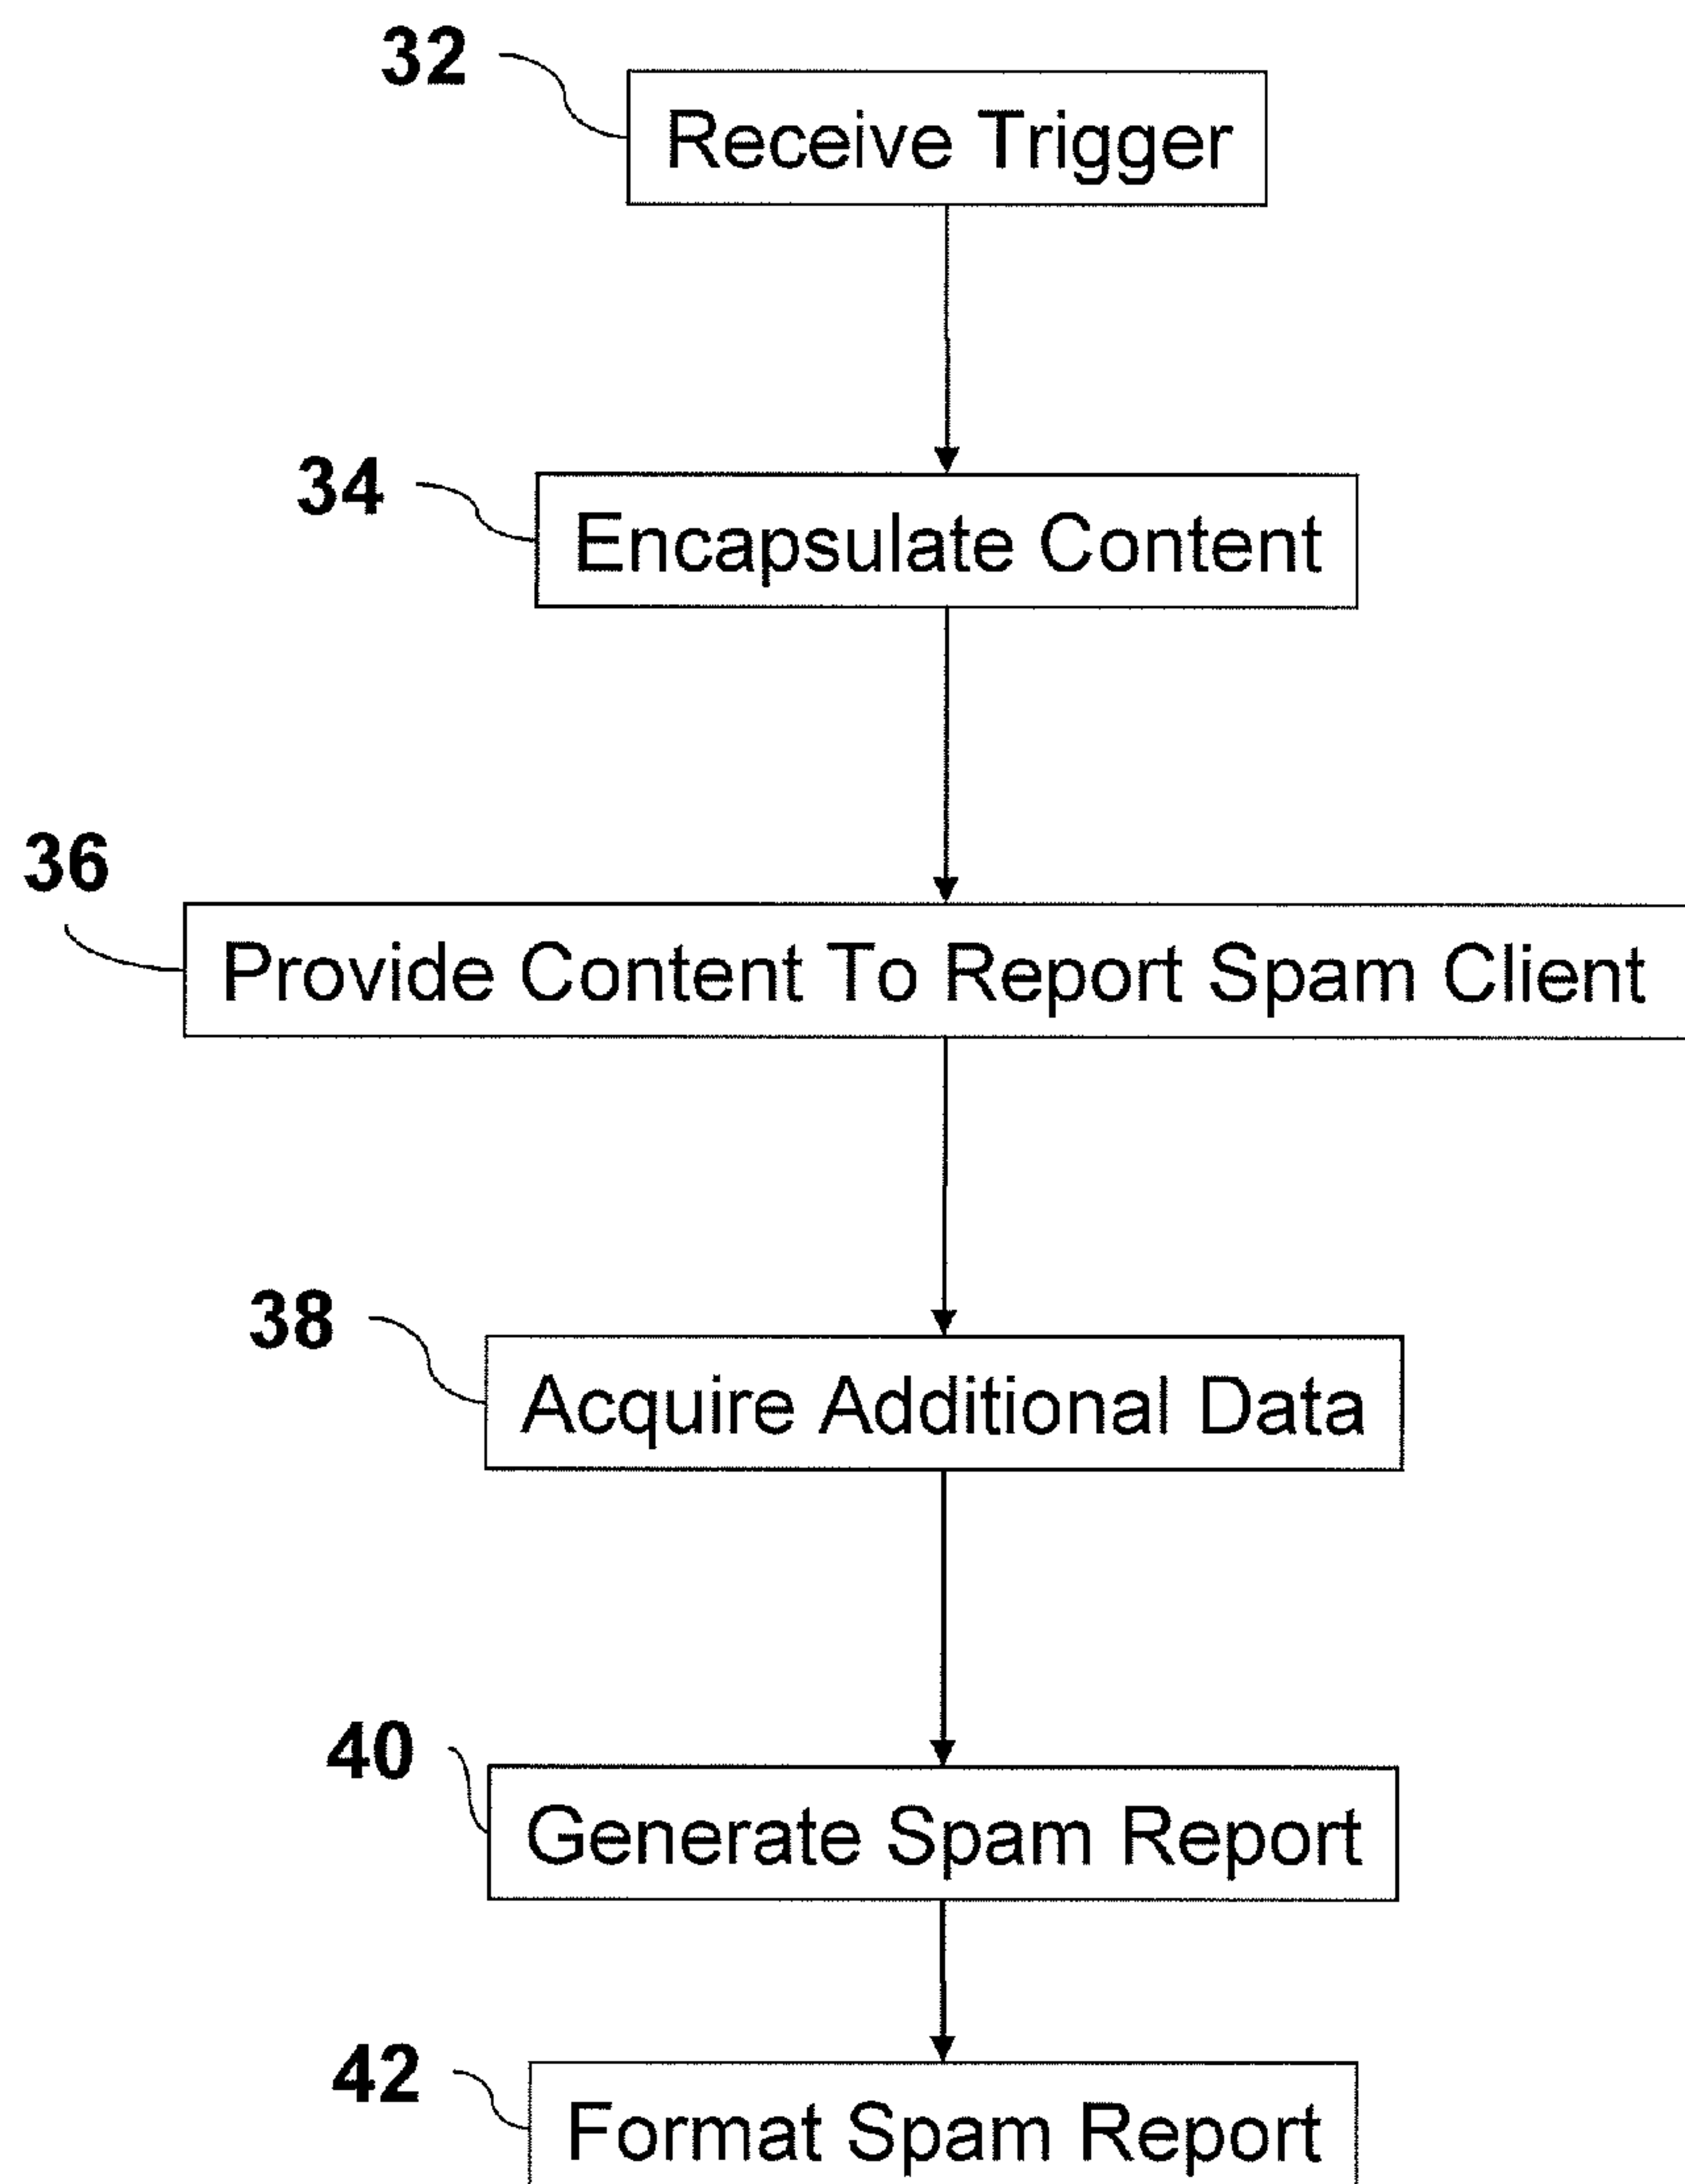 32
Receive Trigger
34
Encapsulate Content
36
Provide Content To Report Spam Client
38
Acquire Additional Data
40
Generate Spam Report
42
Format Spam Report